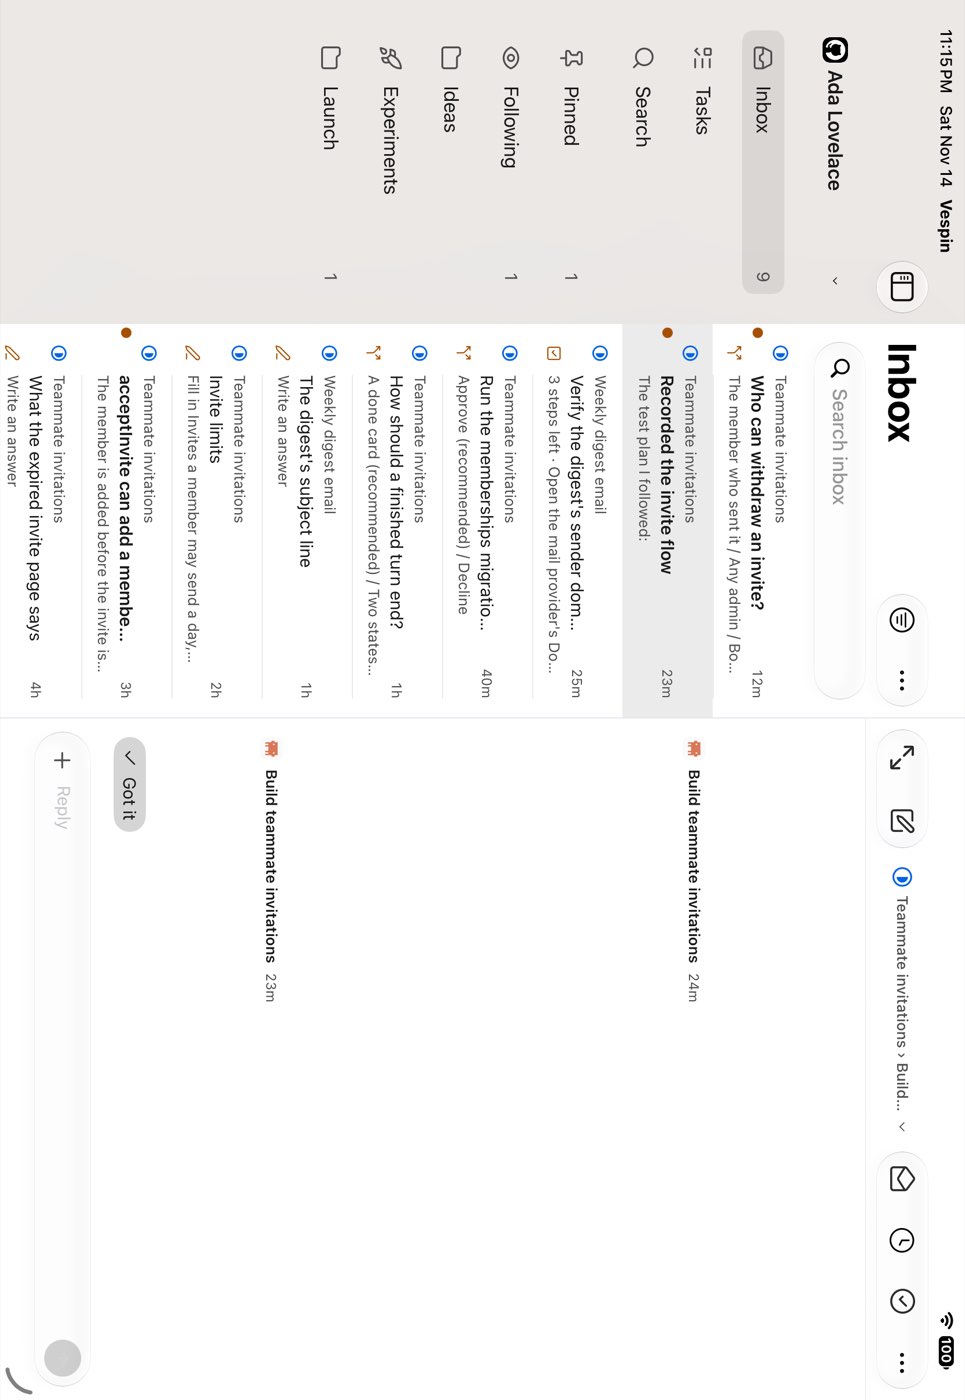 11:15 PM Sat Nov 14 Vespin
100
Ada Lovelace
Inbox 9
Tasks
Search
Pinned 1
Following 1
Ideas
Experiments
Launch 1
Inbox
Search inbox
Teammate invitations
Who can withdraw an invite? 12m
The member who sent it / Any admin / Bo...
Teammate invitations
Recorded the invite flow 23m
The test plan I followed:
Weekly digest email
Verify the digest's sender dom... 25m
3 steps left · Open the mail provider's Do...
Teammate invitations
Run the memberships migratio... 40m
Approve (recommended) / Decline
Teammate invitations
How should a finished turn end? 1h
A done card (recommended) / Two states...
Weekly digest email
The digest's subject line 1h
Write an answer
Teammate invitations
Invite limits 2h
Fill in Invites a member may send a day,...
Teammate invitations
acceptInvite can add a membe... 3h
The member is added before the invite is...
Teammate invitations
What the expired invite page says 4h
Write an answer
Teammate invitations › Build...
Build teammate invitations 24m
Build teammate invitations 23m
Got it
Reply